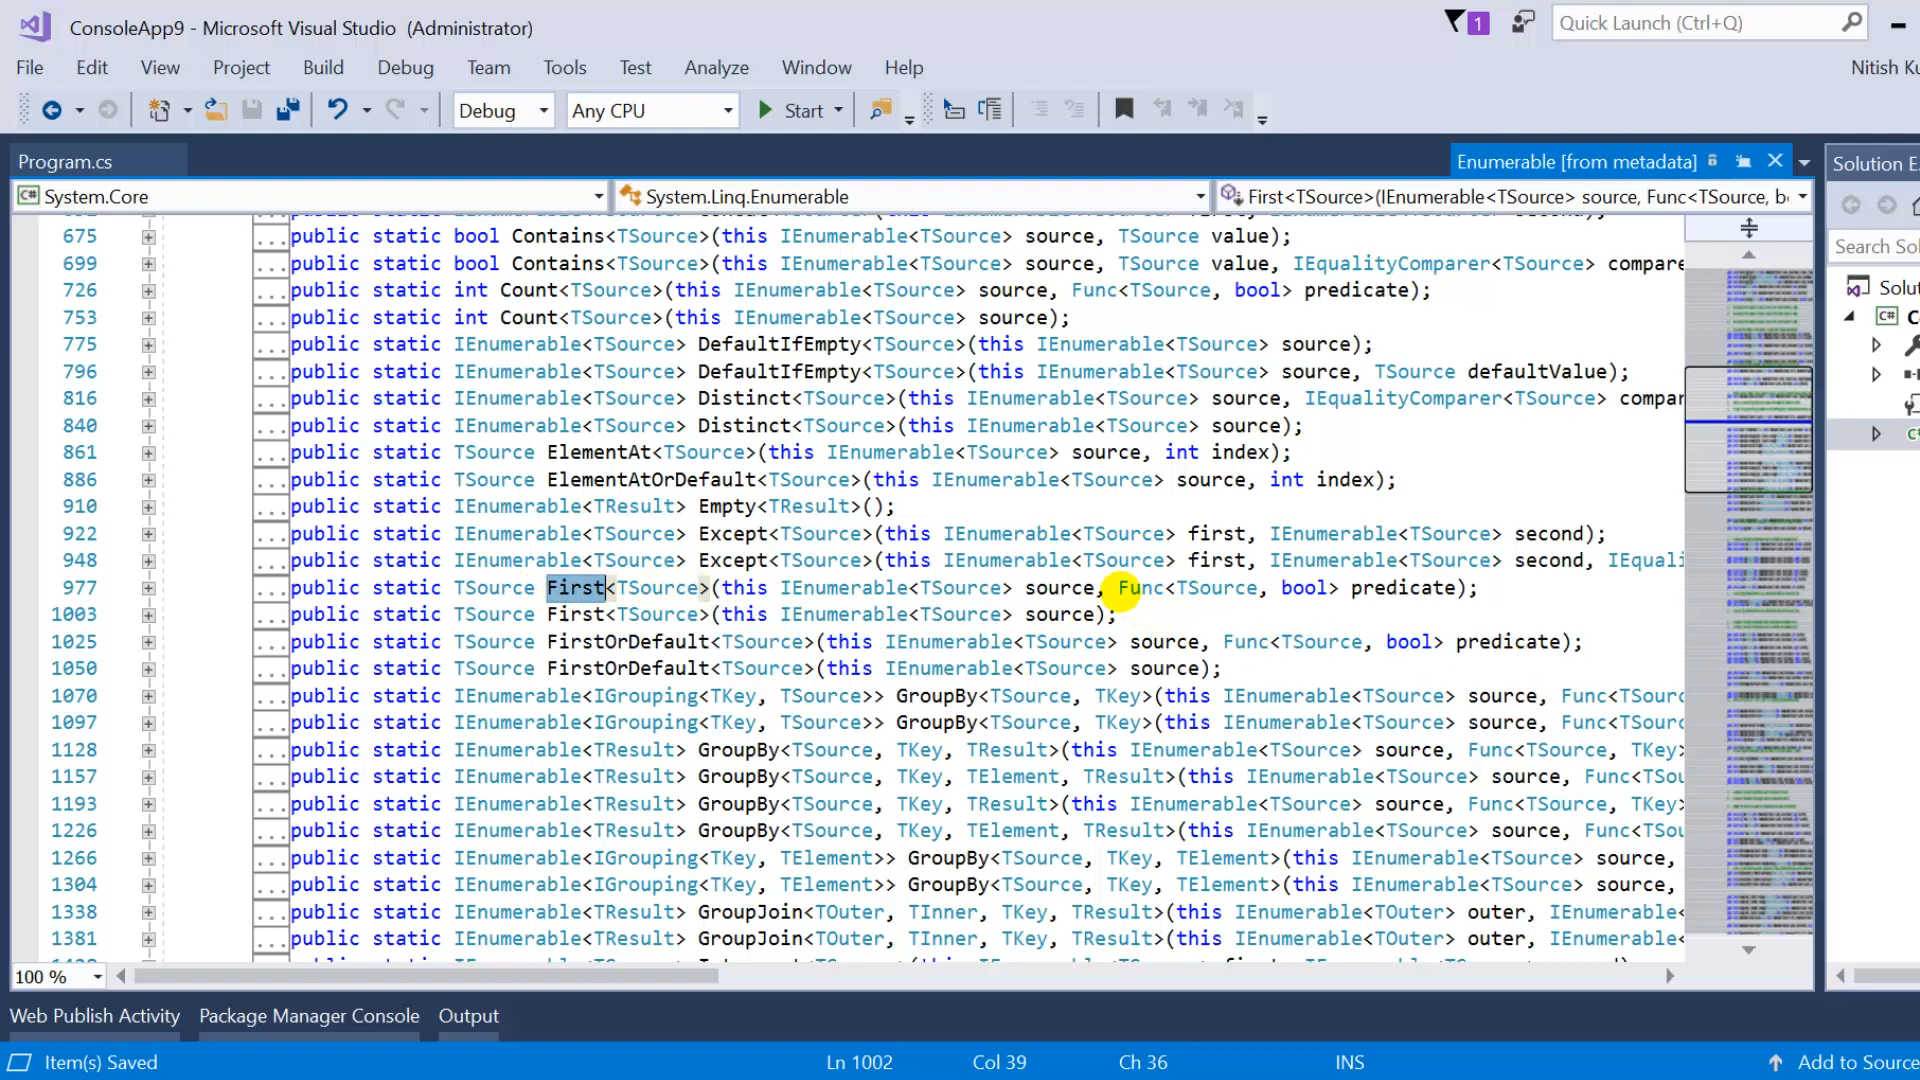 ConsoleApp9 - Microsoft Visual Studio (Administrator)
1
Quick Launch (Ctrl+Q)
File Edit View Project Build Debug Team Tools Test Analyze Window Help
Nitish Ku
Debug
Any CPU
Start
Program.cs
Enumerable [from metadata]
Solution E
System.Core
System.Linq.Enumerable
First<TSource>(IEnumerable<TSource> source, Func<TSource, b
Search Sol
Solut
675 ...public static bool Contains<TSource>(this IEnumerable<TSource> source, TSource value);
699 ...public static bool Contains<TSource>(this IEnumerable<TSource> source, TSource value, IEqualityComparer<TSource> compare
726 ...public static int Count<TSource>(this IEnumerable<TSource> source, Func<TSource, bool> predicate);
753 ...public static int Count<TSource>(this IEnumerable<TSource> source);
775 ...public static IEnumerable<TSource> DefaultIfEmpty<TSource>(this IEnumerable<TSource> source);
796 ...public static IEnumerable<TSource> DefaultIfEmpty<TSource>(this IEnumerable<TSource> source, TSource defaultValue);
816 ...public static IEnumerable<TSource> Distinct<TSource>(this IEnumerable<TSource> source, IEqualityComparer<TSource> compar
840 ...public static IEnumerable<TSource> Distinct<TSource>(this IEnumerable<TSource> source);
861 ...public static TSource ElementAt<TSource>(this IEnumerable<TSource> source, int index);
886 ...public static TSource ElementAtOrDefault<TSource>(this IEnumerable<TSource> source, int index);
910 ...public static IEnumerable<TResult> Empty<TResult>();
922 ...public static IEnumerable<TSource> Except<TSource>(this IEnumerable<TSource> first, IEnumerable<TSource> second);
948 ...public static IEnumerable<TSource> Except<TSource>(this IEnumerable<TSource> first, IEnumerable<TSource> second, IEquali
977 ...public static TSource First<TSource>(this IEnumerable<TSource> source, Func<TSource, bool> predicate);
1003 ...public static TSource First<TSource>(this IEnumerable<TSource> source);
1025 ...public static TSource FirstOrDefault<TSource>(this IEnumerable<TSource> source, Func<TSource, bool> predicate);
1050 ...public static TSource FirstOrDefault<TSource>(this IEnumerable<TSource> source);
1070 ...public static IEnumerable<IGrouping<TKey, TSource>> GroupBy<TSource, TKey>(this IEnumerable<TSource> source, Func<TSourc
1097 ...public static IEnumerable<IGrouping<TKey, TSource>> GroupBy<TSource, TKey>(this IEnumerable<TSource> source, Func<TSourc
1128 ...public static IEnumerable<TResult> GroupBy<TSource, TKey, TResult>(this IEnumerable<TSource> source, Func<TSource, TKey>
1157 ...public static IEnumerable<TResult> GroupBy<TSource, TKey, TElement, TResult>(this IEnumerable<TSource> source, Func<TSou
1193 ...public static IEnumerable<TResult> GroupBy<TSource, TKey, TResult>(this IEnumerable<TSource> source, Func<TSource, TKey>
1226 ...public static IEnumerable<TResult> GroupBy<TSource, TKey, TElement, TResult>(this IEnumerable<TSource> source, Func<TSou
1266 ...public static IEnumerable<IGrouping<TKey, TElement>> GroupBy<TSource, TKey, TElement>(this IEnumerable<TSource> source,
1304 ...public static IEnumerable<IGrouping<TKey, TElement>> GroupBy<TSource, TKey, TElement>(this IEnumerable<TSource> source,
1338 ...public static IEnumerable<TResult> GroupJoin<TOuter, TInner, TKey, TResult>(this IEnumerable<TOuter> outer, IEnumerable<
1381 ...public static IEnumerable<TResult> GroupJoin<TOuter, TInner, TKey, TResult>(this IEnumerable<TOuter> outer, IEnumerable<
100 %
Web Publish Activity Package Manager Console Output
Item(s) Saved
Ln 1002 Col 39 Ch 36 INS
Add to Source